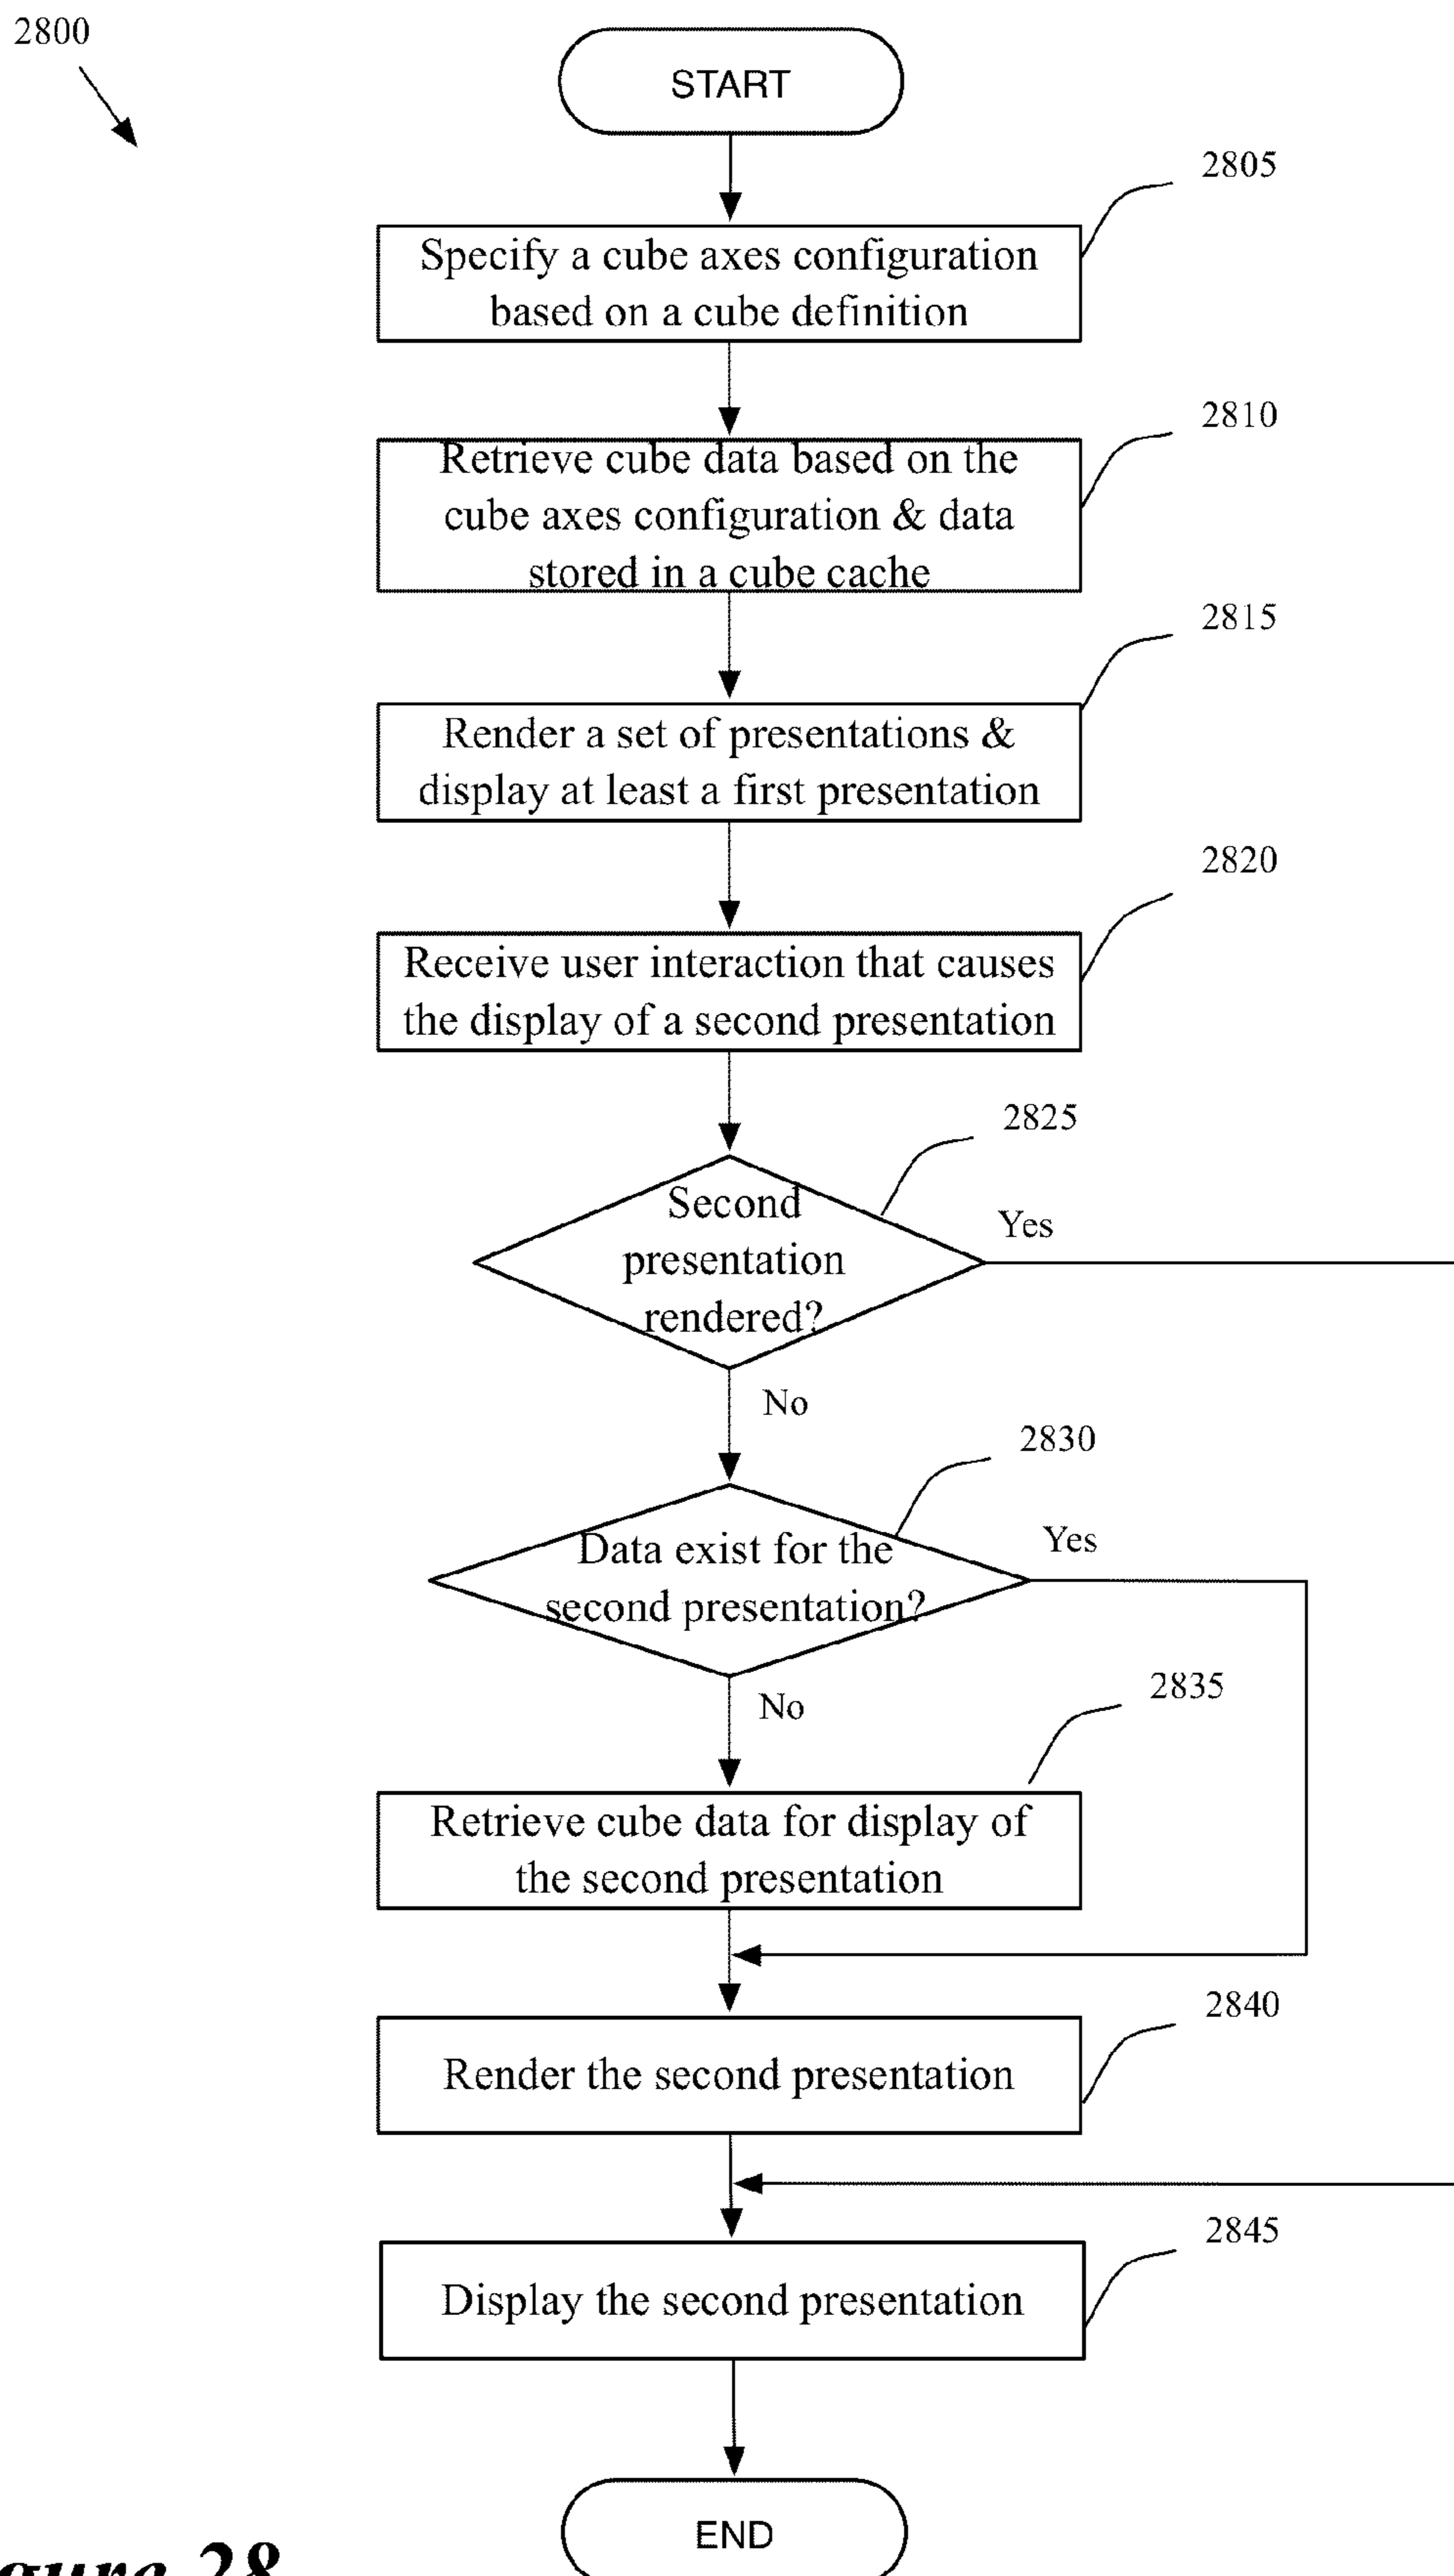 2800
START
2805
Specify a cube axes configuration
based on a cube definition
2810
Retrieve cube data based on the
cube axes configuration & data
stored in a cube cache
2815
Render a set of presentations &
display at least a first presentation
2820
Receive user interaction that causes
the display of a second presentation
2825
Second
presentation
rendered?
Yes
No
2830
Data exist for the
second presentation?
Yes
No
2835
Retrieve cube data for display of
the second presentation
2840
Render the second presentation
2845
Display the second presentation
END
28